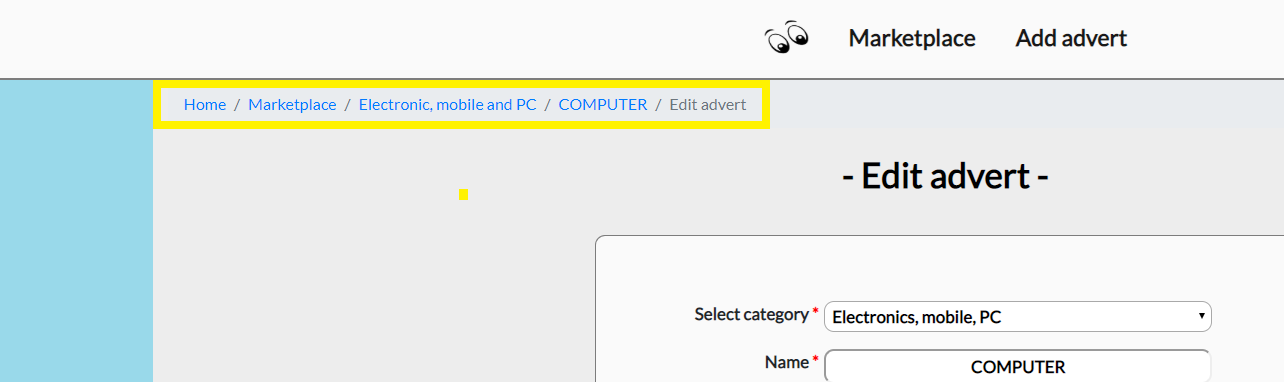 Marketplace Add advert
Home / Marketplace / Electronic, mobile and PC / COMPUTER / Edit advert
- Edit advert -
Select category * Electronics, mobile, PC
Name * COMPUTER